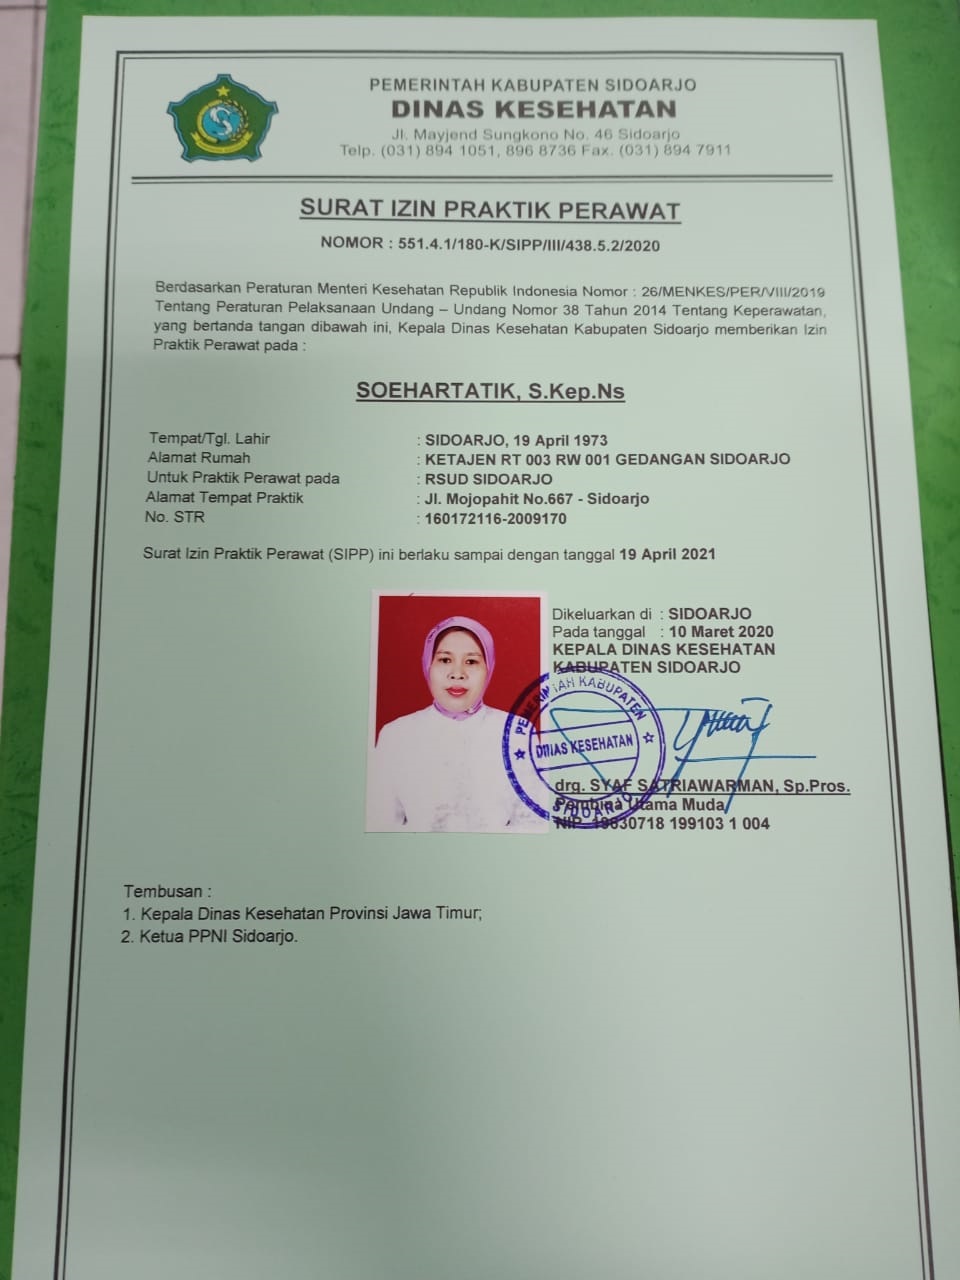 PEMERINTAH KABUPATEN SIDOARJO
DINAS KESEHATAN
Jl. Mayjend Sungkono No. 46 Sidoarjo
Telp. (031) 894 1051, 896 8736 Fax. (031) 894 7911
SURAT IZIN PRAKTIK PERAWAT
NOMOR : 551.4.1/180-K/SIPP/III/438.5.2/2020
Berdasarkan Peraturan Menteri Kesehatan Republik Indonesia Nomor : 26/MENKES/PER/VIII/2019
Tentang Peraturan Pelaksanaan Undang – Undang Nomor 38 Tahun 2014 Tentang Keperawatan,
yang bertanda tangan dibawah ini, Kepala Dinas Kesehatan Kabupaten Sidoarjo memberikan Izin
Praktik Perawat pada :
SOEHARTATIK, S.Kep.Ns
Tempat/Tgl. Lahir : SIDOARJO, 19 April 1973
Alamat Rumah : KETAJEN RT 003 RW 001 GEDANGAN SIDOARJO
Untuk Praktik Perawat pada : RSUD SIDOARJO
Alamat Tempat Praktik : Jl. Mojopahit No.667 - Sidoarjo
No. STR : 160172116-2009170
Surat Izin Praktik Perawat (SIPP) ini berlaku sampai dengan tanggal 19 April 2021
Dikeluarkan di : SIDOARJO
Pada tanggal : 10 Maret 2020
KEPALA DINAS KESEHATAN
KABUPATEN SIDOARJO
PEMERINTAH KABUPATEN
DINAS KESEHATAN
SIDOARJO
drg. SYAF SATRIAWARMAN, Sp.Pros.
Pembina Utama Muda
NIP. 19630718 199103 1 004
Tembusan :
1. Kepala Dinas Kesehatan Provinsi Jawa Timur;
2. Ketua PPNI Sidoarjo.